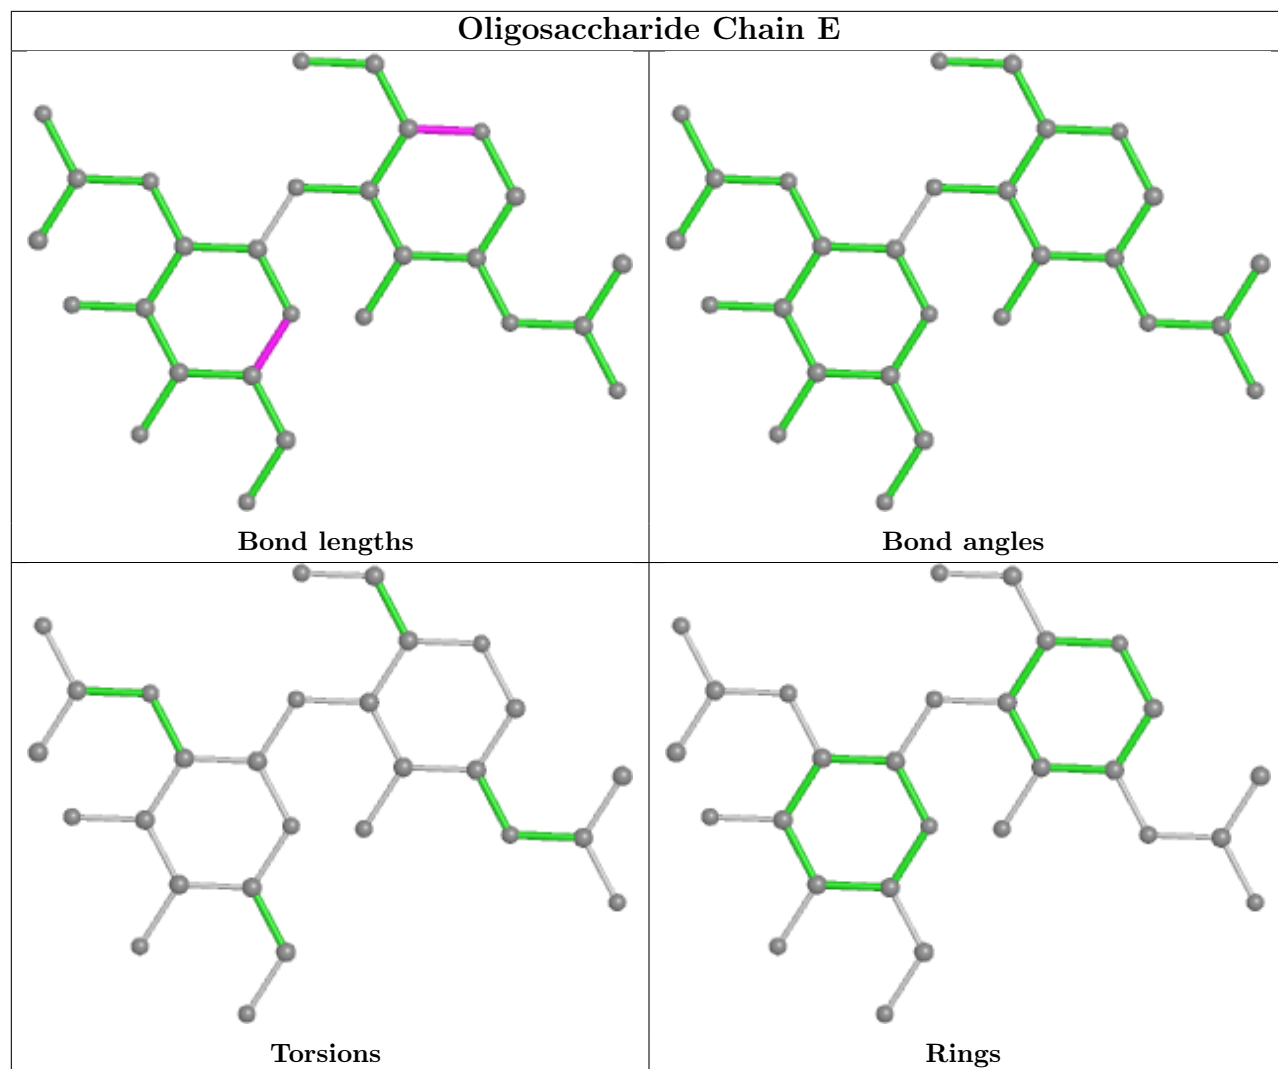 Oligosaccharide Chain E
Bond lengths
Bond angles
Torsions
Rings